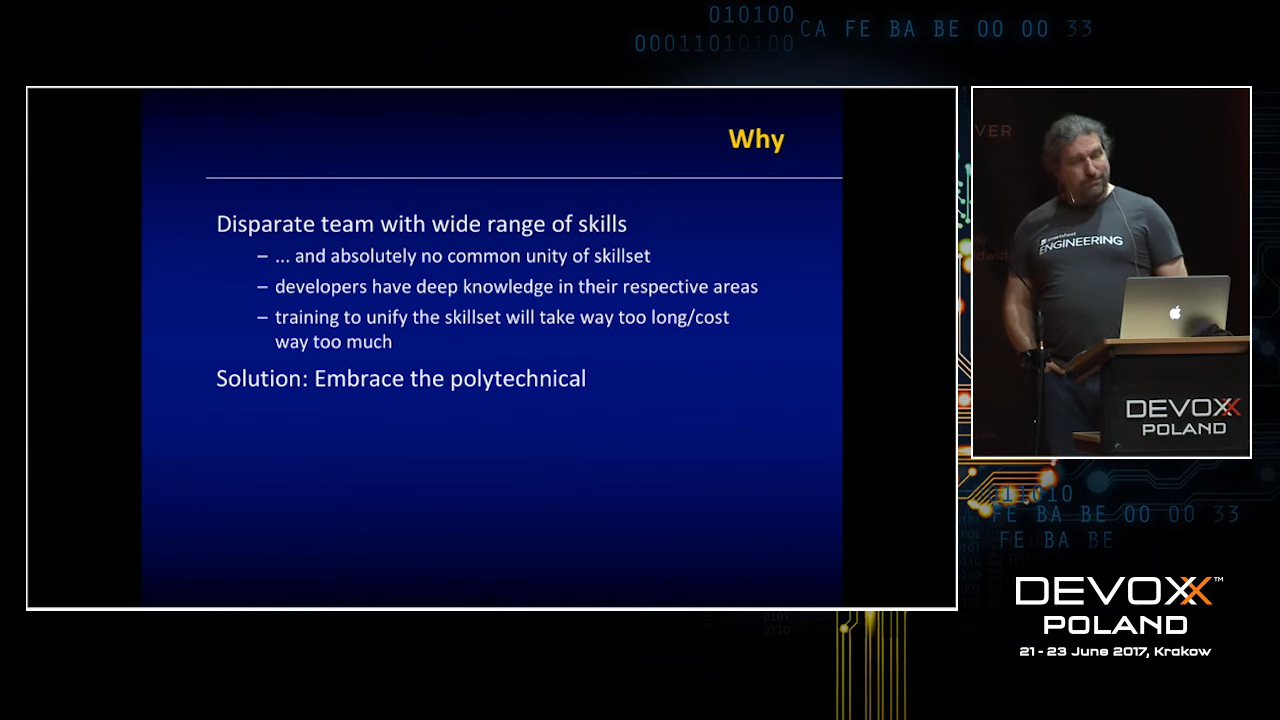 010100
00011010100
CA FE BA BE 00 00 33
Why
Disparate team with wide range of skills
– ... and absolutely no common unity of skillset
– developers have deep knowledge in their respective areas
– training to unify the skillset will take way too long/cost
way too much
Solution: Embrace the polytechnical
VER
smartsheet
ENGINEERING
DEVOXX
POLAND
111010
FE BA BE 00 00 33
FE BA BE
DEVOXX™
POLAND
21 - 23 June 2017, Krakow